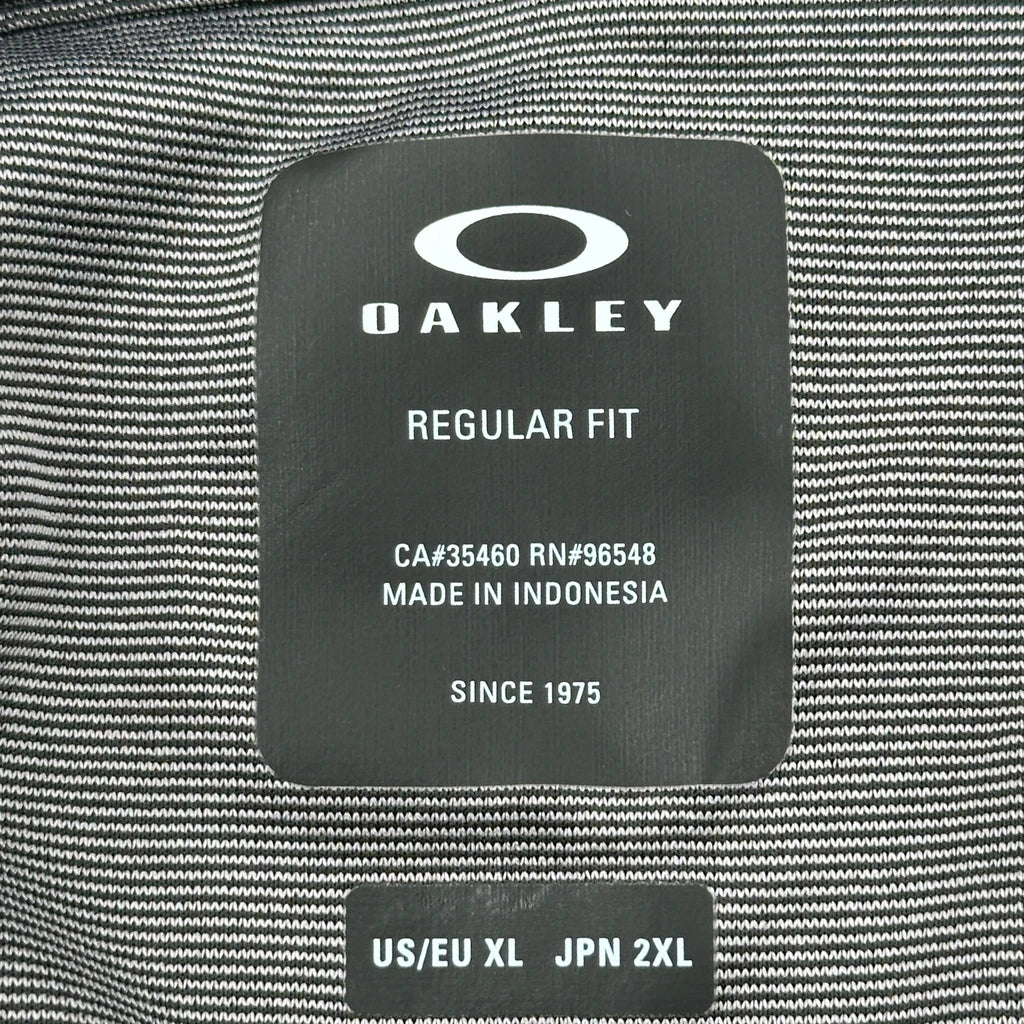 OAKLEY
REGULAR FIT
CA#35460 RN#96548
MADE IN INDONESIA
SINCE 1975
US/EU XL JPN 2XL